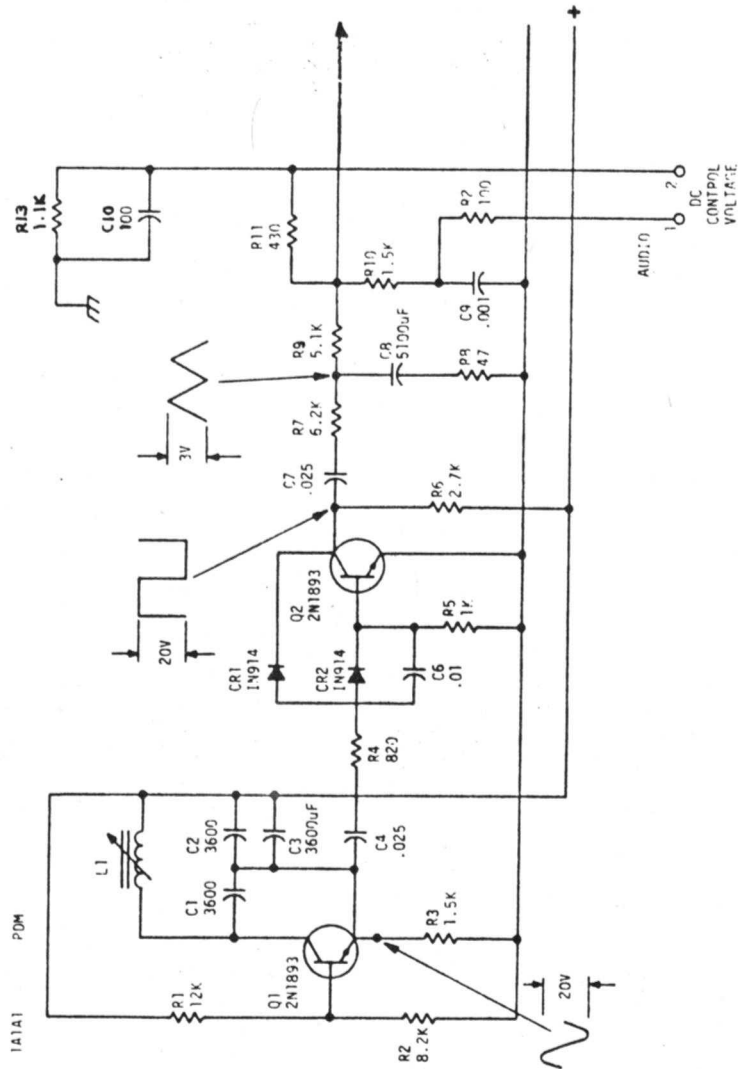 1A1A1 PDM
R1
12K
Q1
2N1893
R2
8.2K
20V
R3
1.5K
L1
C1
3600
C2
3600
C3
3600uF
C4
.025
R4
820
CR1
IN914
CR2
IN914
C6
.01
R5
1K
Q2
2N1893
20V
C7
.025
R6
2.7K
3V
R7
6.2K
C8
5100uF
R8
47
R9
5.1K
R10
1.5K
C9
.001
R11
430
R13
1.1K
C10
100
R2
100
AUDIO
1
2
DC
CONTROL
VOLTAGE
+